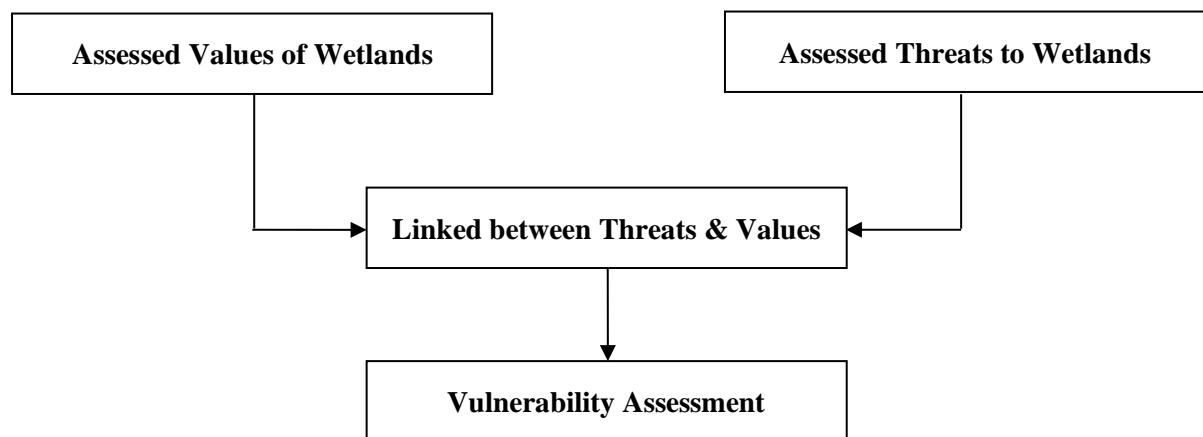 Assessed Values of Wetlands
Assessed Threats to Wetlands
Linked between Threats & Values
Vulnerability Assessment